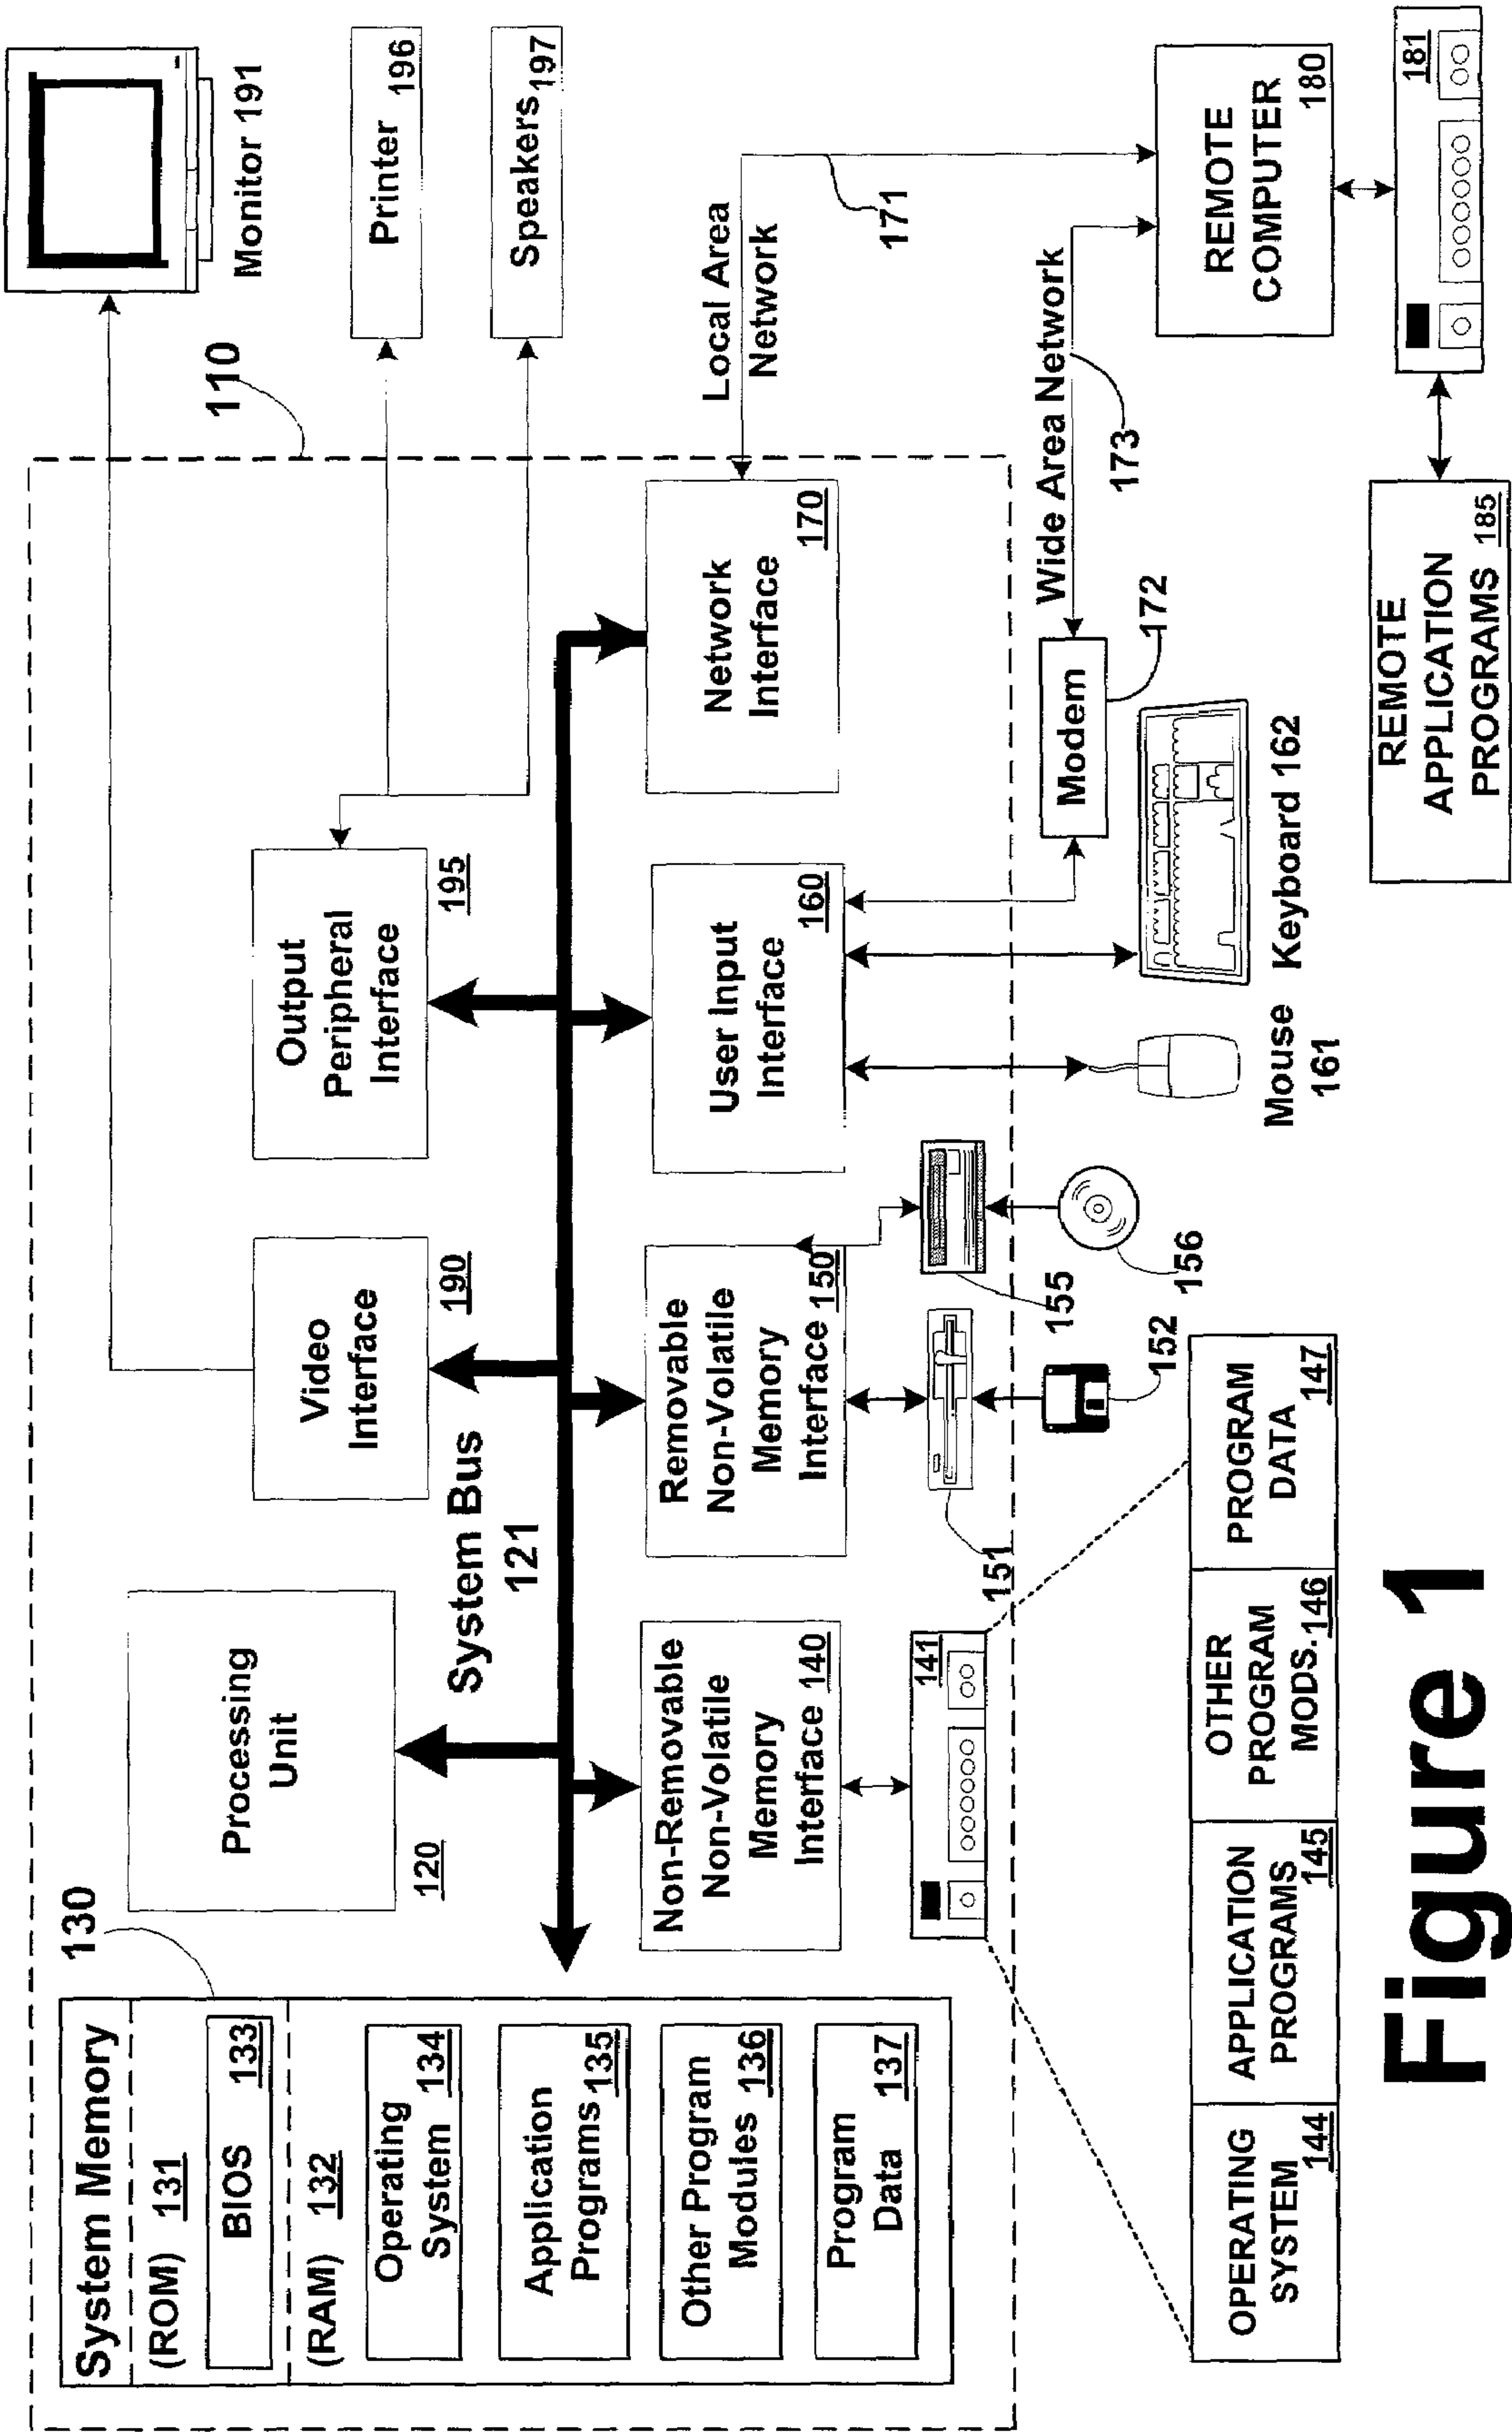 System Memory
(ROM) 131
BIOS 133
(RAM) 132
Operating
System 134
Application
Programs 135
Other Program
Modules 136
Program
Data 137
130
Processing
Unit
120
System Bus
121
Video
Interface
190
Output
Peripheral
Interface
195
110
Monitor 191
Printer
196
Speakers 197
Non-Removable
Non-Volatile
Memory
Interface 140
Removable
Non-Volatile
Memory
Interface 150
User Input
Interface
160
Network
Interface
170
Local Area
Network
171
141
151
152
155
156
Mouse
161
Keyboard 162
Modem
172
Wide Area Network
173
REMOTE
COMPUTER
180
181
REMOTE
APPLICATION
PROGRAMS 185
OPERATING
SYSTEM 144
APPLICATION
PROGRAMS 145
OTHER
PROGRAM
MODS. 146
PROGRAM
DATA 147
Figure 1